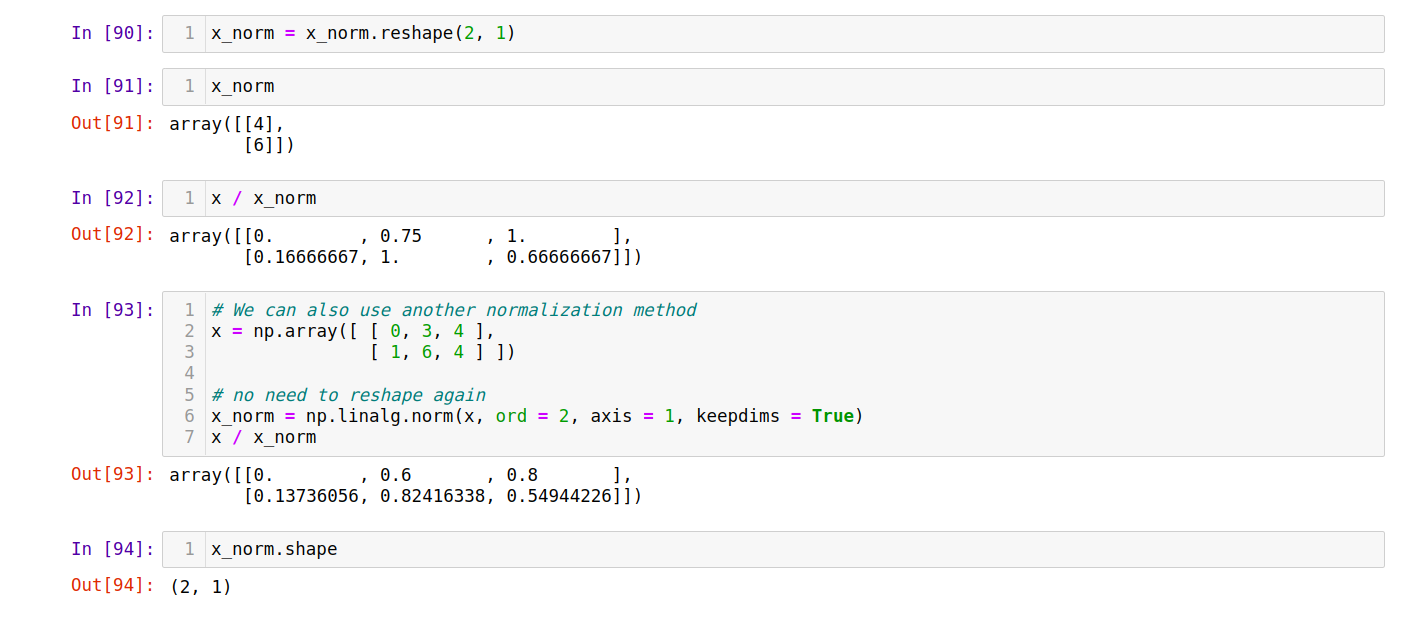 In [90]: 1 x_norm = x_norm.reshape(2, 1)
In [91]: 1 x_norm
Out[91]: array([[4],
       [6]])
In [92]: 1 x / x_norm
Out[92]: array([[0.        , 0.75      , 1.        ],
       [0.16666667, 1.        , 0.66666667]])
In [93]: 1 # We can also use another normalization method
2 x = np.array([ [ 0, 3, 4 ],
3                [ 1, 6, 4 ] ])
4
5 # no need to reshape again
6 x_norm = np.linalg.norm(x, ord = 2, axis = 1, keepdims = True)
7 x / x_norm
Out[93]: array([[0.        , 0.6       , 0.8       ],
       [0.13736056, 0.82416338, 0.54944226]])
In [94]: 1 x_norm.shape
Out[94]: (2, 1)